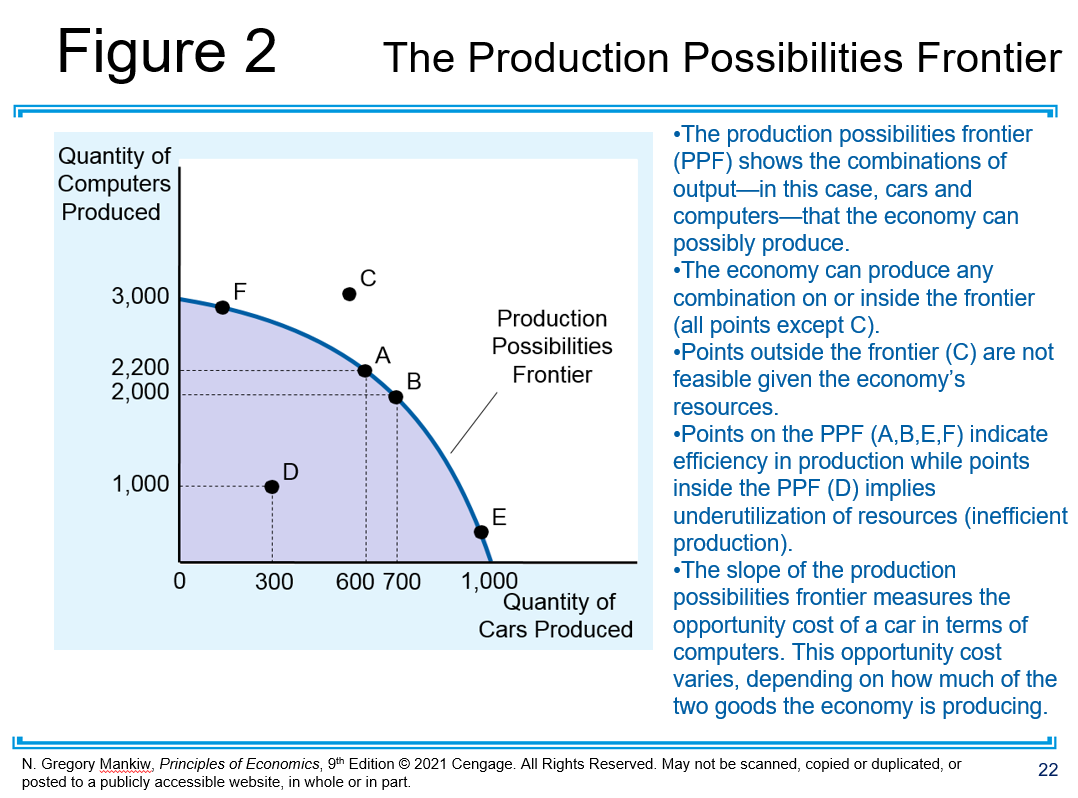 Figure 2
The Production Possibilities Frontier
Quantity of
Computers
Produced
3,000
2,200
2,000
1,000
F
C
A
B
D
E
Production
Possibilities
Frontier
0
300
600
700
1,000
Quantity of
Cars Produced
•The production possibilities frontier
(PPF) shows the combinations of
output—in this case, cars and
computers—that the economy can
possibly produce.
•The economy can produce any
combination on or inside the frontier
(all points except C).
•Points outside the frontier (C) are not
feasible given the economy’s
resources.
•Points on the PPF (A,B,E,F) indicate
efficiency in production while points
inside the PPF (D) implies
underutilization of resources (inefficient
production).
•The slope of the production
possibilities frontier measures the
opportunity cost of a car in terms of
computers. This opportunity cost
varies, depending on how much of the
two goods the economy is producing.
N. Gregory Mankiw, Principles of Economics, 9th Edition © 2021 Cengage. All Rights Reserved. May not be scanned, copied or duplicated, or
posted to a publicly accessible website, in whole or in part.
22